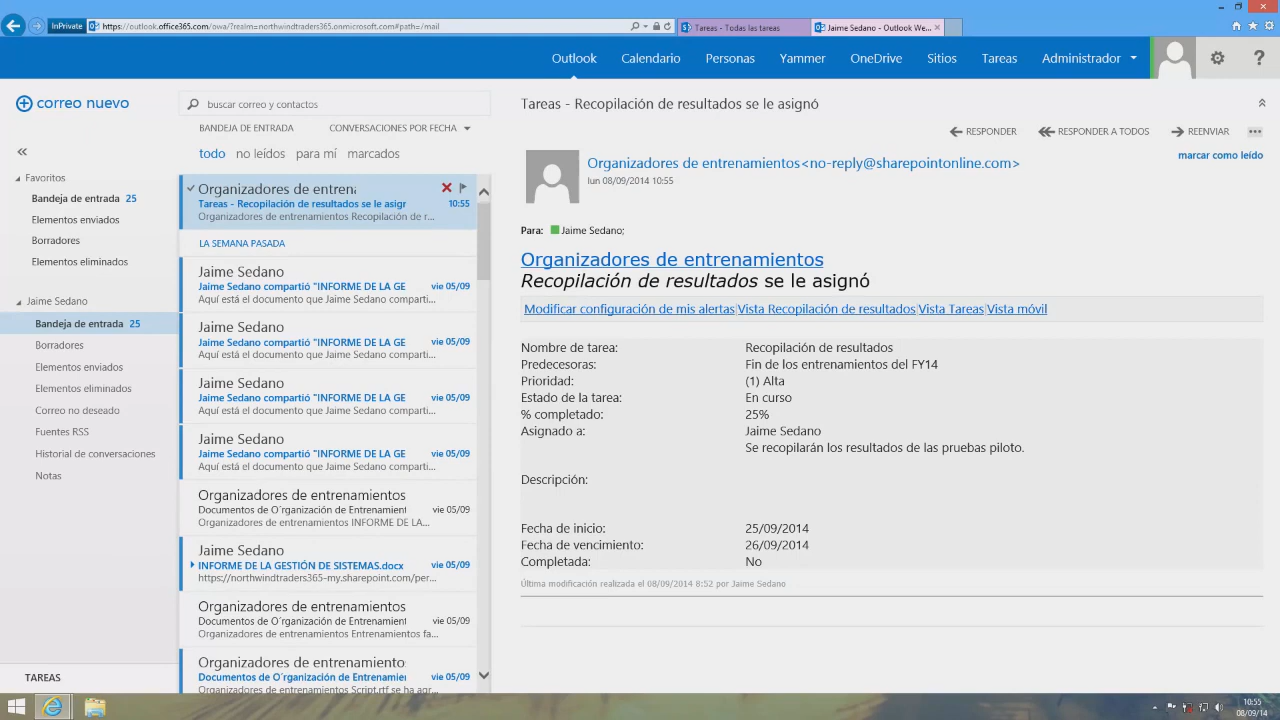 InPrivate
https://outlook.office365.com/owa/?realm=northwindtraders365.onmicrosoft.com#path=/mail
Tareas - Todas las tareas
Jaime Sedano - Outlook We...
Outlook
Calendario
Personas
Yammer
OneDrive
Sitios
Tareas
Administrador
?
correo nuevo
Favoritos
Bandeja de entrada 25
Elementos enviados
Borradores
Elementos eliminados
Jaime Sedano
Bandeja de entrada 25
Borradores
Elementos enviados
Elementos eliminados
Correo no deseado
Fuentes RSS
Historial de conversaciones
Notas
TAREAS
buscar correo y contactos
BANDEJA DE ENTRADA
CONVERSACIONES POR FECHA
todo no leídos para mí marcados
Organizadores de entrena
Tareas - Recopilación de resultados se le asigr 10:55
Organizadores de entrenamientos Recopilación de r...
LA SEMANA PASADA
Jaime Sedano
Jaime Sedano compartió "INFORME DE LA GE vie 05/09
Aquí está el documento que Jaime Sedano comparti...
Jaime Sedano
Jaime Sedano compartió "INFORME DE LA GE vie 05/09
Aquí está el documento que Jaime Sedano comparti...
Jaime Sedano
Jaime Sedano compartió "INFORME DE LA GE vie 05/09
Aquí está el documento que Jaime Sedano comparti...
Jaime Sedano
Jaime Sedano compartió "INFORME DE LA GE vie 05/09
Aquí está el documento que Jaime Sedano comparti...
Organizadores de entrenamientos
Documentos de O´rganización de Entrenamient vie 05/09
Organizadores de entrenamientos INFORME DE LA...
Jaime Sedano
INFORME DE LA GESTIÓN DE SISTEMAS.docx vie 05/09
https://northwindtraders365-my.sharepoint.com/per...
Organizadores de entrenamientos
Documentos de O´rganización de Entrenamient vie 05/09
Organizadores de entrenamientos Entrenamientos fa...
Organizadores de entrenamiento
Documentos de O´rganización de Entrenamie vie 05/09
Organizadores de entrenamientos Script.rtf se ha agr...
Tareas - Recopilación de resultados se le asignó
RESPONDER
RESPONDER A TODOS
REENVIAR
marcar como leído
Organizadores de entrenamientos<no-reply@sharepointonline.com>
lun 08/09/2014 10:55
Para: Jaime Sedano;
Organizadores de entrenamientos
Recopilación de resultados se le asignó
Modificar configuración de mis alertas|Vista Recopilación de resultados|Vista Tareas|Vista móvil
Nombre de tarea: Recopilación de resultados
Predecesoras: Fin de los entrenamientos del FY14
Prioridad: (1) Alta
Estado de la tarea: En curso
% completado: 25%
Asignado a: Jaime Sedano
Se recopilarán los resultados de las pruebas piloto.
Descripción:
Fecha de inicio: 25/09/2014
Fecha de vencimiento: 26/09/2014
Completada: No
Última modificación realizada el 08/09/2014 8:52 por Jaime Sedano
10:55
08/09/14